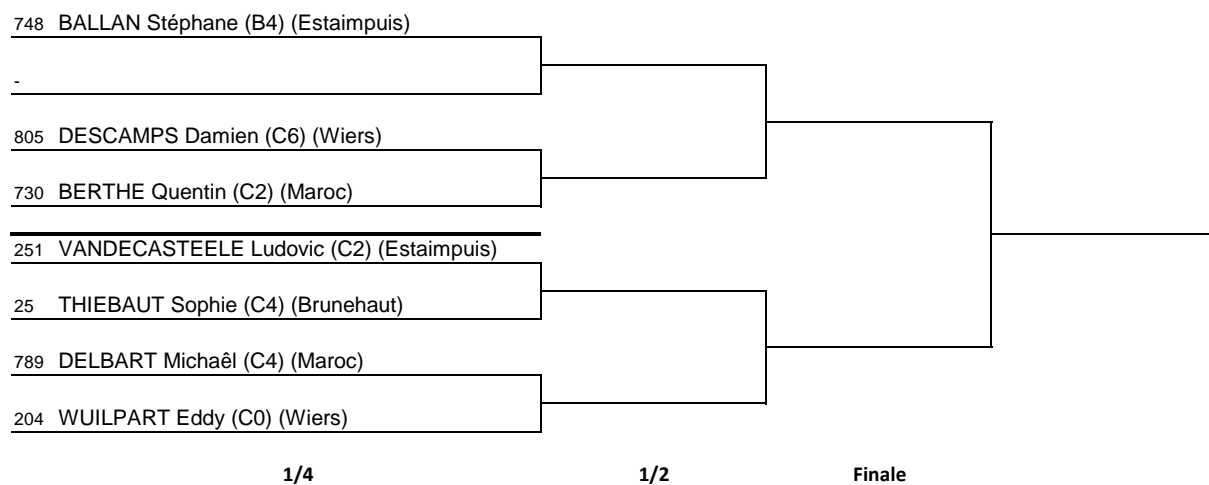 748 BALLAN Stéphane (B4) (Estaimpuis)
-
805 DESCAMPS Damien (C6) (Wiers)
730 BERTHE Quentin (C2) (Maroc)
251 VANDECASTEELE Ludovic (C2) (Estaimpuis)
25 THIEBAUT Sophie (C4) (Brunehaut)
789 DELBART Michaêl (C4) (Maroc)
204 WUILPART Eddy (C0) (Wiers)
1/4 1/2 Finale